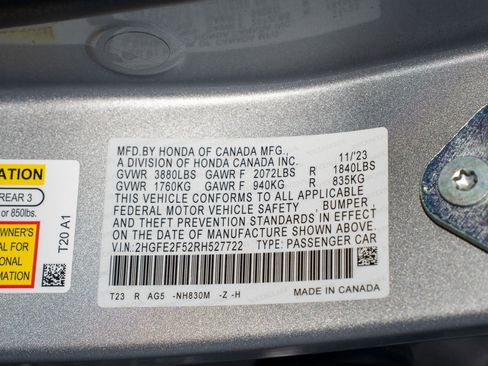 ATION
REAR 3
or 850lbs.
OWNER'S
AL FOR
IONAL
MATION
T20 A1
MFD.BY HONDA OF CANADA MFG.,
A DIVISION OF HONDA CANADA INC. 11/'23
GVWR 3880LBS GAWR F 2072LBS R 1840LBS
GVWR 1760KG GAWR F 940KG R 835KG
THIS VEHICLE CONFORMS TO ALL APPLICABLE
FEDERAL MOTOR VEHICLE SAFETY , BUMPER,
AND THEFT PREVENTION STANDARDS IN EFFECT
ON THE DATE OF MANUFACTURE SHOWN ABOVE.
V.I.N: 2HGFE2F52RH527722 TYPE: PASSENGER CAR
T23 R AG5 -NH830M -Z -H MADE IN CANADA